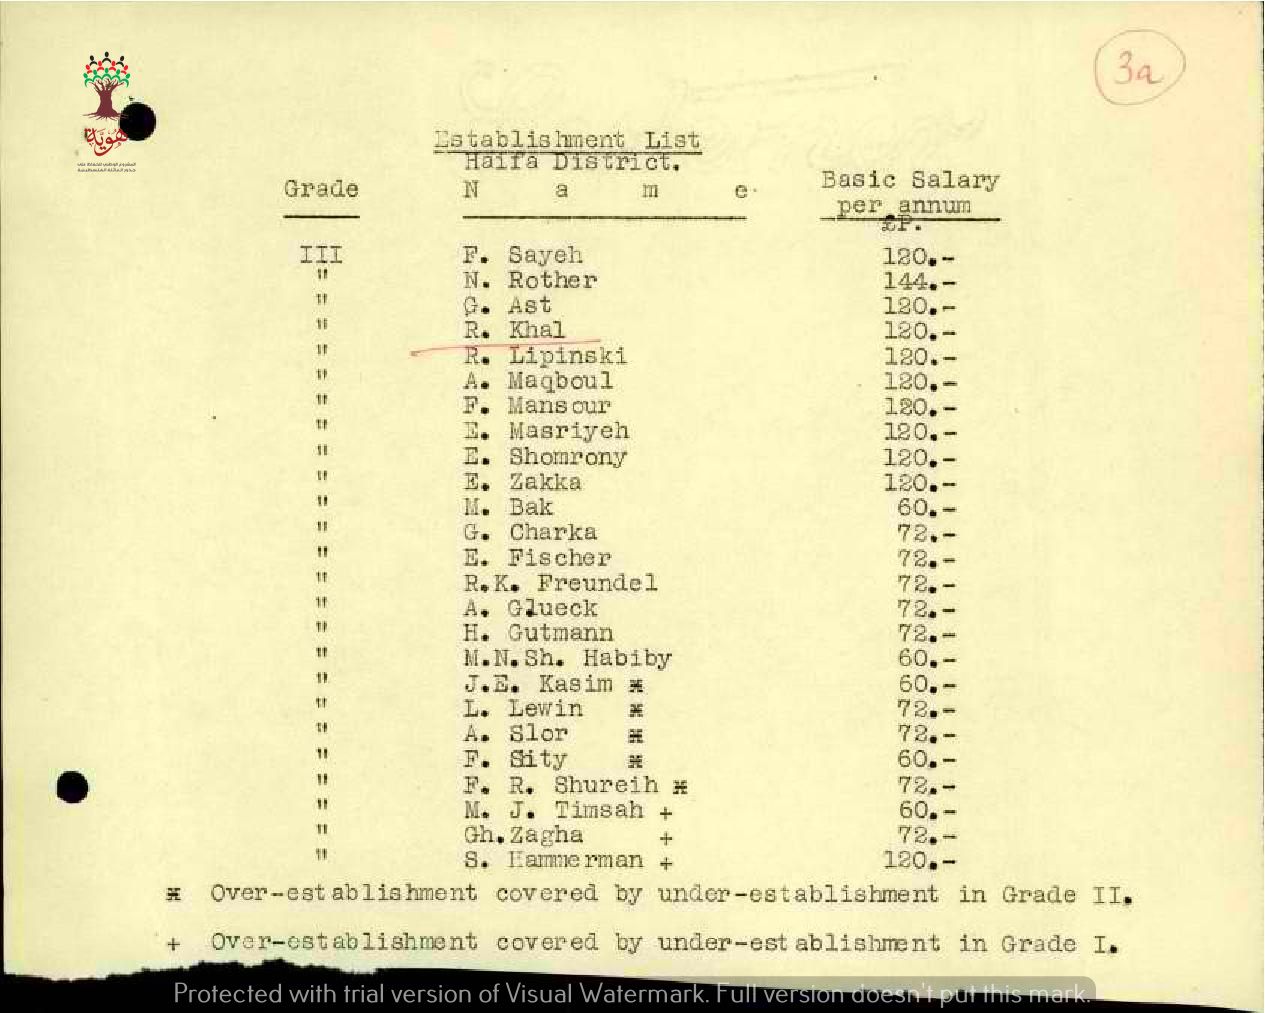 3a
هوية
Establishment List
Haifa District.
Grade N a m e. Basic Salary per annum £P.
III F. Sayeh 120.-
" N. Rother 144.-
" G. Ast 120.-
" R. Khal 120.-
" R. Lipinski 120.-
" A. Maqboul 120.-
" F. Mansour 120.-
" E. Masriyeh 120.-
" E. Shomrony 120.-
" E. Zakka 120.-
" M. Bak 60.-
" G. Charka 72.-
" E. Fischer 72.-
" R.K. Freundel 72.-
" A. Glueck 72.-
" H. Gutmann 72.-
" M.N.Sh. Habiby 60.-
" J.E. Kasim * 60.-
" L. Lewin * 72.-
" A. Slor * 72.-
" F. Sity * 60.-
" F. R. Shureih * 72.-
" M. J. Timsah + 60.-
" Gh.Zagha + 72.-
" S. Hammerman + 120.-
* Over-establishment covered by under-establishment in Grade II.
+ Over-establishment covered by under-establishment in Grade I.
Protected with trial version of Visual Watermark. Full version doesn't put this mark.